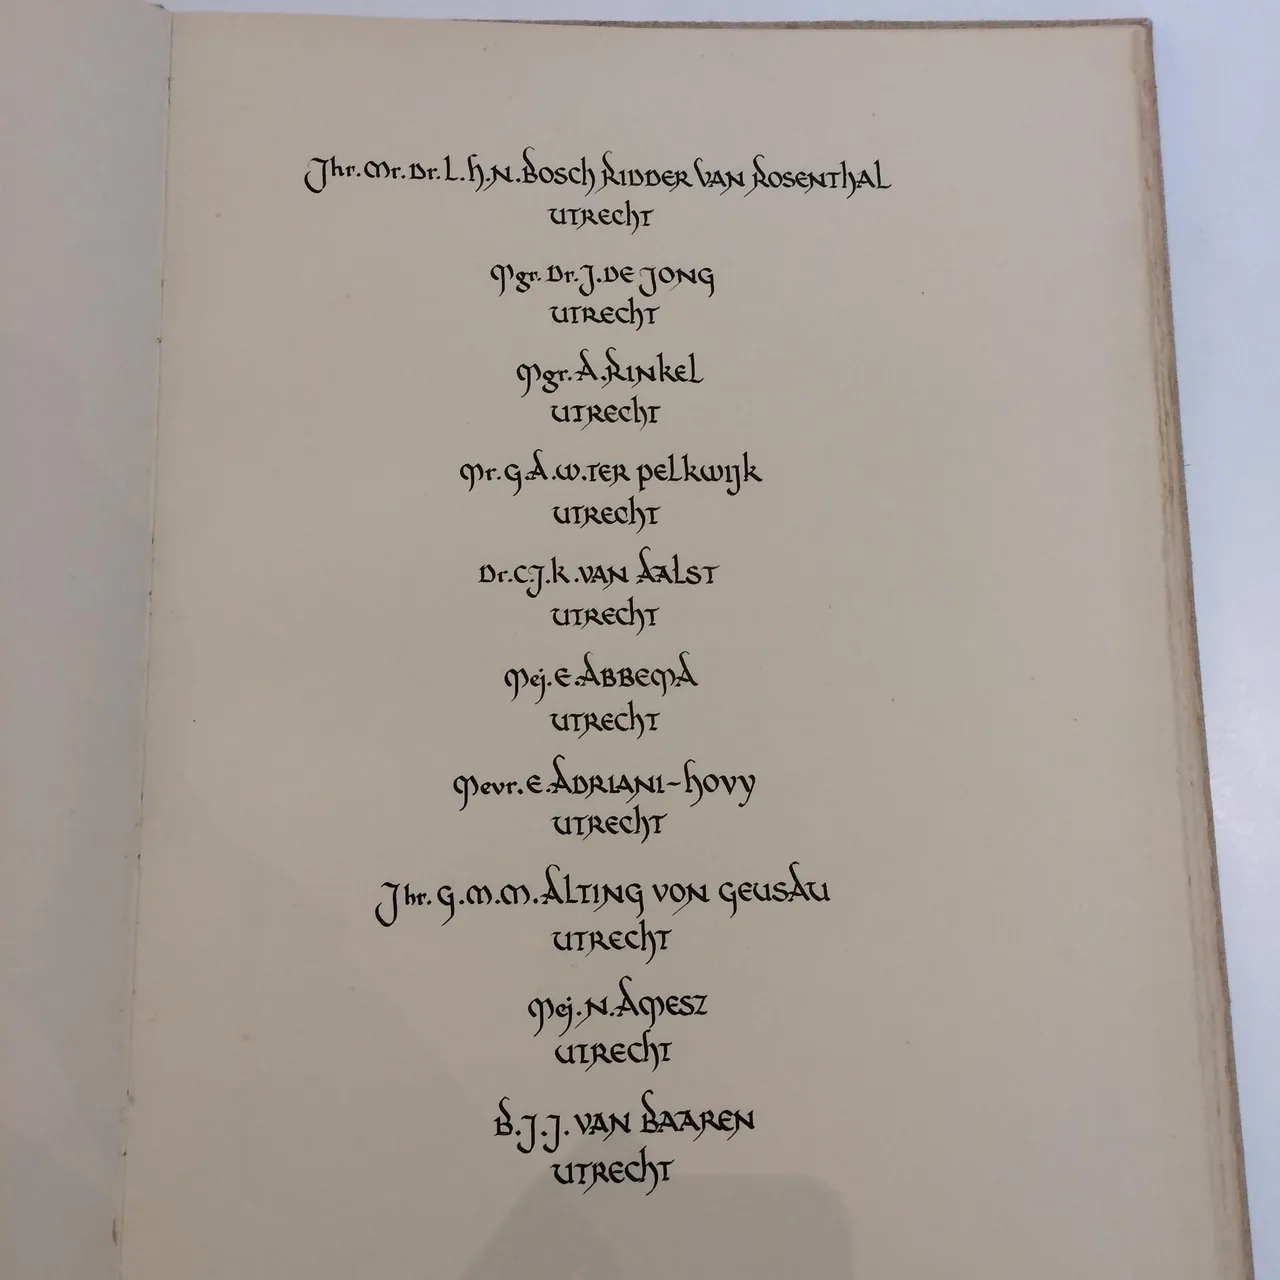 Jhr. Mr. Dr. L. H. N. Bosch Ridder van Rosenthal
Utrecht
Mgr. Dr. J. de Jong
Utrecht
Mgr. A. Rinkel
Utrecht
Mr. G. A. W. ter Pelkwijk
Utrecht
Dr. C. J. K. van Aalst
Utrecht
Mej. E. Abbema
Utrecht
Mevr. E. Adriani-Hovy
Utrecht
Jhr. G. M. M. Alting von Geusau
Utrecht
Mej. N. Amesz
Utrecht
B. J. J. van Baaren
Utrecht